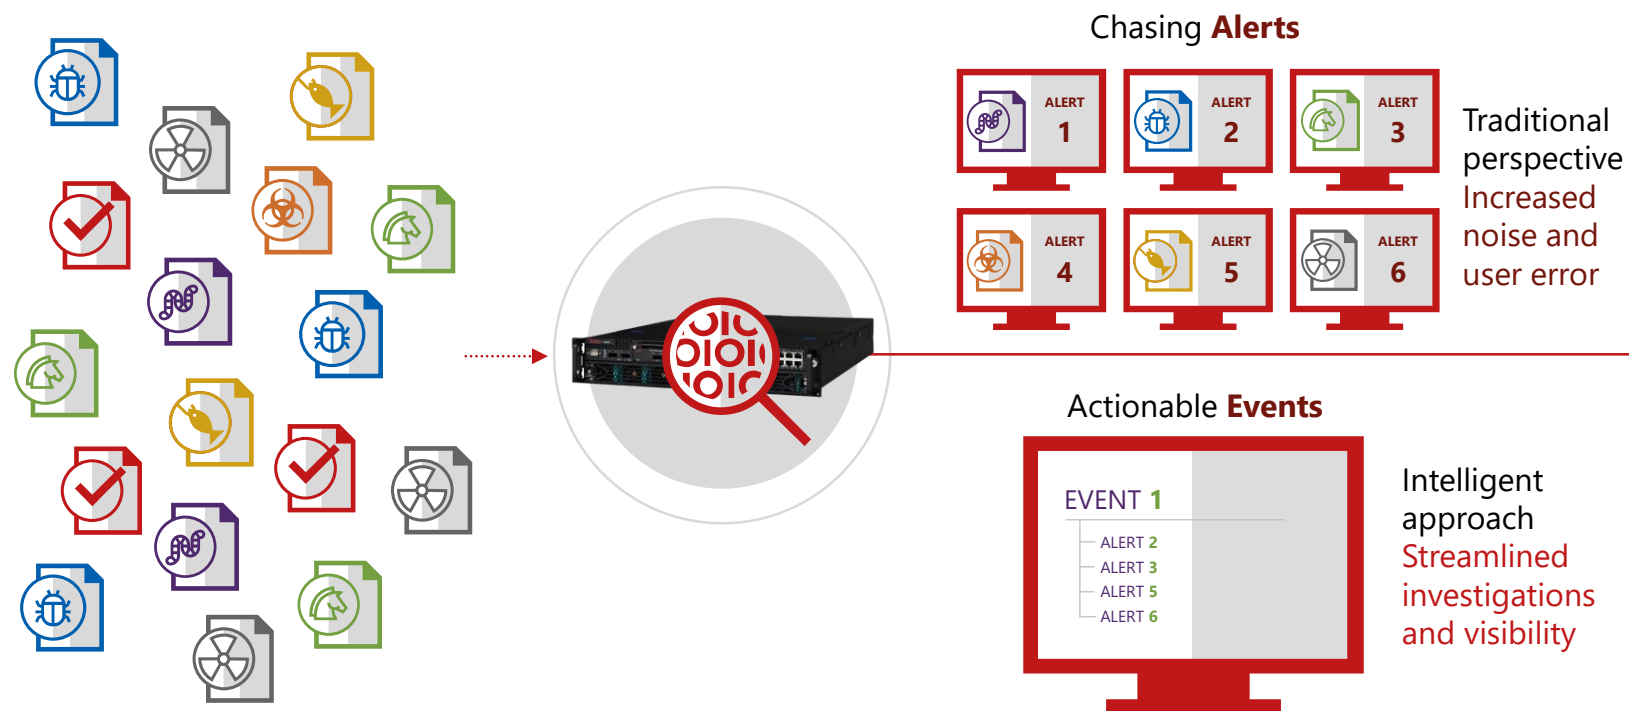 Chasing Alerts
ALERT
1
ALERT
2
ALERT
3
ALERT
4
ALERT
5
ALERT
6
Traditional
perspective
Increased
noise and
user error
Actionable Events
EVENT 1
ALERT 2
ALERT 3
ALERT 5
ALERT 6
Intelligent
approach
Streamlined
investigations
and visibility